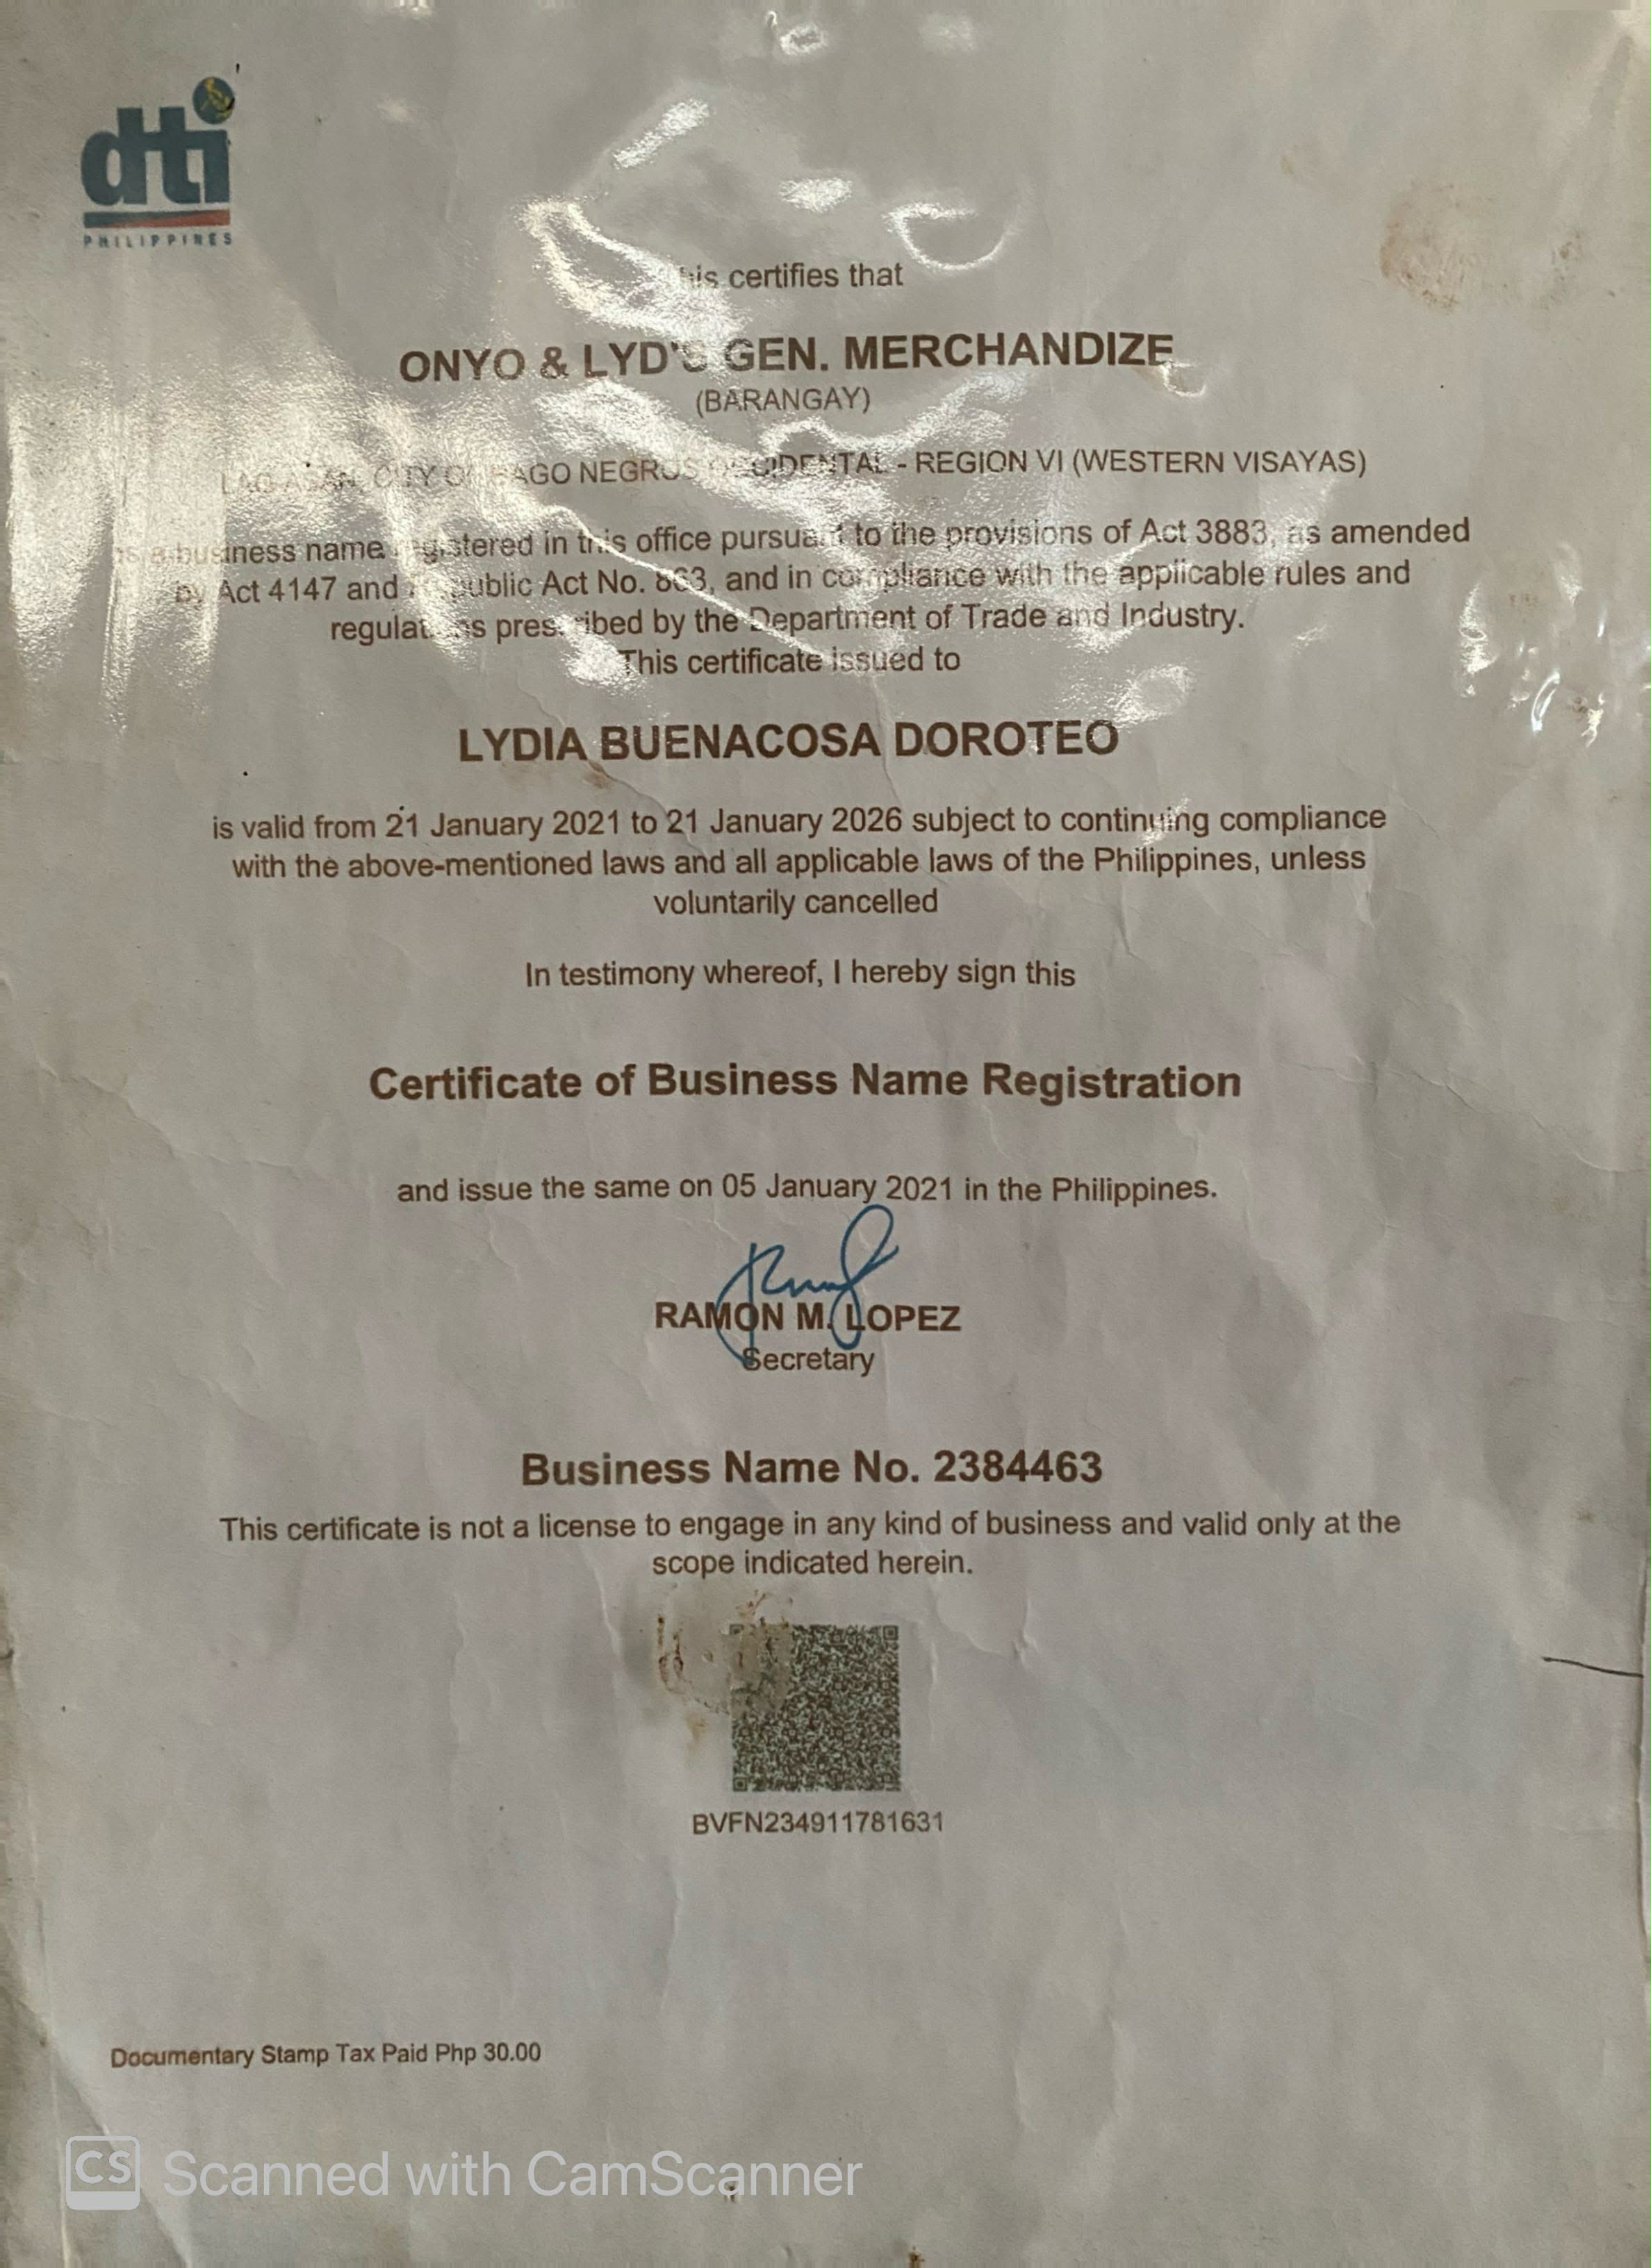 dti
PHILIPPINES
certifies that
ONYO & LYD'S GEN. MERCHANDIZE
(BARANGAY)
CITY NEGROS OCCIDENTAL - REGION VI (WESTERN VISAYAS)
business name registered in this office pursuant to the provisions of Act 3883, as amended
by Act 4147 and Republic Act No. 863, and in compliance with the applicable rules and
regulations prescribed by the Department of Trade and Industry.
This certificate issued to
LYDIA BUENACOSA DOROTEO
is valid from 21 January 2021 to 21 January 2026 subject to continuing compliance
with the above-mentioned laws and all applicable laws of the Philippines, unless
voluntarily cancelled
In testimony whereof, I hereby sign this
Certificate of Business Name Registration
and issue the same on 05 January 2021 in the Philippines.
RAMON M. LOPEZ
Secretary
Business Name No. 2384463
This certificate is not a license to engage in any kind of business and valid only at the
scope indicated herein.
BVFN234911781631
Documentary Stamp Tax Paid Php 30.00
CS Scanned with CamScanner